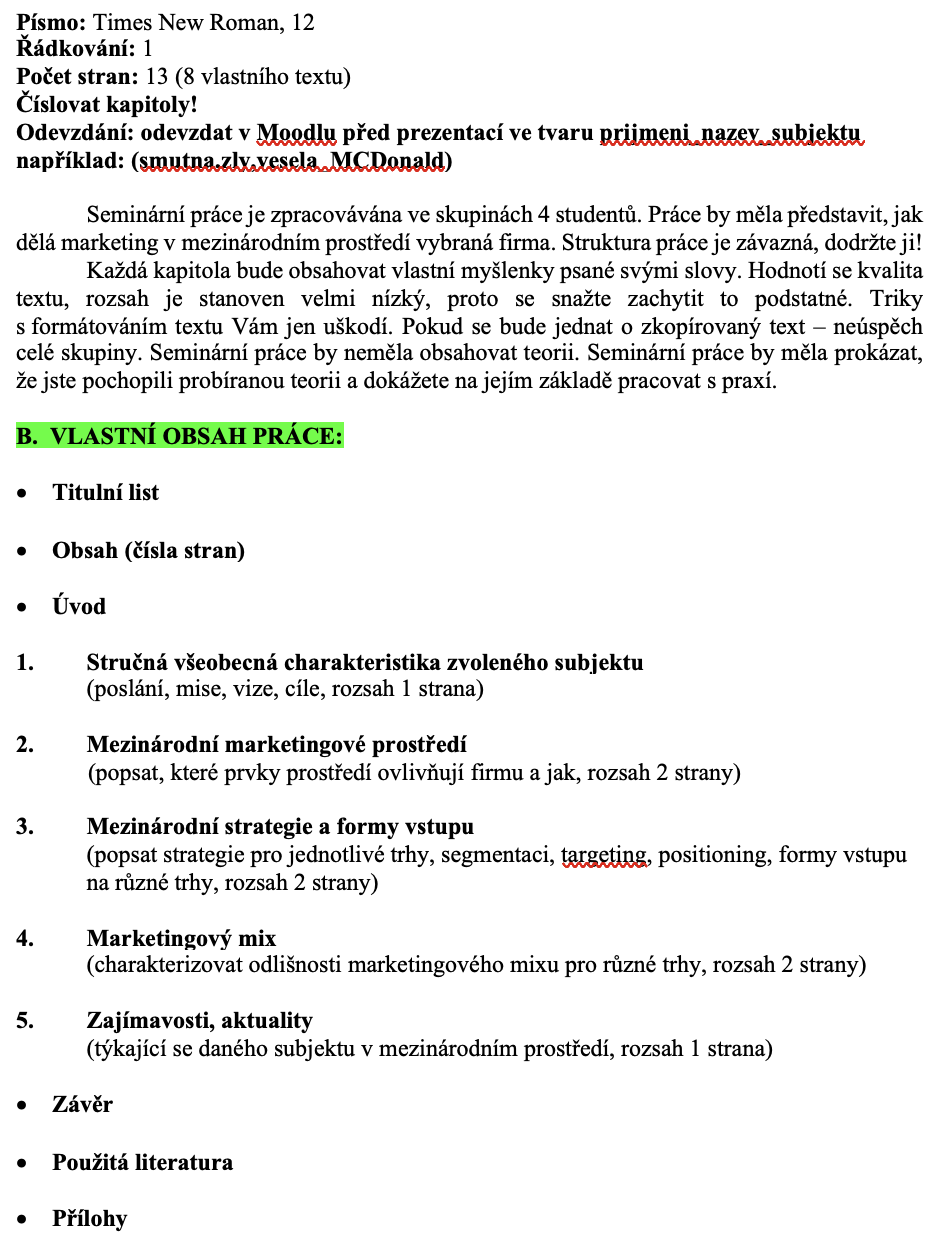 Písmo: Times New Roman, 12
Řádkování: 1
Počet stran: 13 (8 vlastního textu)
Číslovat kapitoly!
Odevzdání: odevzdat v Moodlu před prezentací ve tvaru prijmeni_nazev_subjektu
například: (smutna.zly.vesela_MCDonald)
Seminární práce je zpracovávána ve skupinách 4 studentů. Práce by měla představit, jak
dělá marketing v mezinárodním prostředí vybraná firma. Struktura práce je závazná, dodržte ji!
Každá kapitola bude obsahovat vlastní myšlenky psané svými slovy. Hodnotí se kvalita
textu, rozsah je stanoven velmi nízký, proto se snažte zachytit to podstatné. Triky
s formátováním textu Vám jen uškodí. Pokud se bude jednat o zkopírovaný text – neúspěch
celé skupiny. Seminární práce by neměla obsahovat teorii. Seminární práce by měla prokázat,
že jste pochopili probíranou teorii a dokážete na jejím základě pracovat s praxí.
B. VLASTNÍ OBSAH PRÁCE:
• Titulní list
• Obsah (čísla stran)
• Úvod
1. Stručná všeobecná charakteristika zvoleného subjektu
(poslání, mise, vize, cíle, rozsah 1 strana)
2. Mezinárodní marketingové prostředí
(popsat, které prvky prostředí ovlivňují firmu a jak, rozsah 2 strany)
3. Mezinárodní strategie a formy vstupu
(popsat strategie pro jednotlivé trhy, segmentaci, targeting, positioning, formy vstupu
na různé trhy, rozsah 2 strany)
4. Marketingový mix
(charakterizovat odlišnosti marketingového mixu pro různé trhy, rozsah 2 strany)
5. Zajímavosti, aktuality
(týkající se daného subjektu v mezinárodním prostředí, rozsah 1 strana)
• Závěr
• Použitá literatura
• Přílohy